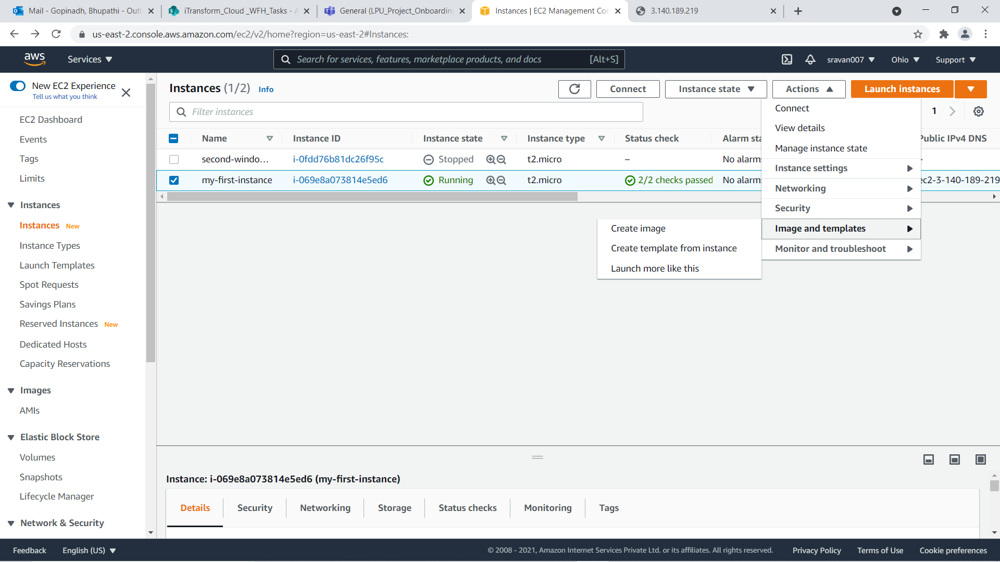 Mail - Gopinadh, Bhupathi - Outl
iTransform_Cloud _WFH_Tasks - A
General (LPU_Project_Onboarding
Instances | EC2 Management Con
3.140.189.219
us-east-2.console.aws.amazon.com/ec2/v2/home?region=us-east-2#Instances:
aws
Services
Search for services, features, marketplace products, and docs [Alt+S]
sravan007
Ohio
Support
New EC2 Experience
Tell us what you think
EC2 Dashboard
Events
Tags
Limits
Instances
Instances New
Instance Types
Launch Templates
Spot Requests
Savings Plans
Reserved Instances New
Dedicated Hosts
Capacity Reservations
Images
AMIs
Elastic Block Store
Volumes
Snapshots
Lifecycle Manager
Network & Security
Instances (1/2) Info
Connect
Instance state
Actions
Launch instances
Filter instances
1
Name Instance ID Instance state Instance type Status check Alarm sta Public IPv4 DNS
second-windo... i-0fdd76b81dc26f95c Stopped t2.micro – No alarms –
my-first-instance i-069e8a073814e5ed6 Running t2.micro 2/2 checks passed No alarms ec2-3-140-189-219
Connect
View details
Manage instance state
Instance settings
Networking
Security
Image and templates
Monitor and troubleshoot
Create image
Create template from instance
Launch more like this
Instance: i-069e8a073814e5ed6 (my-first-instance)
Details Security Networking Storage Status checks Monitoring Tags
Feedback English (US) © 2008 - 2021, Amazon Internet Services Private Ltd. or its affiliates. All rights reserved. Privacy Policy Terms of Use Cookie preferences